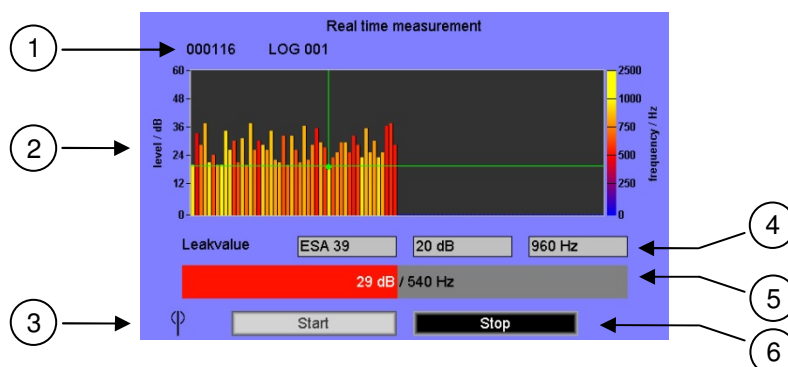 Real time measurement
1
000116 LOG 001
60
48
36
24
12
0
level / dB
2
2500
1000
750
500
250
0
frequency / Hz
Leakvalue ESA 39 20 dB 960 Hz
4
29 dB / 540 Hz
5
3
Start Stop
6